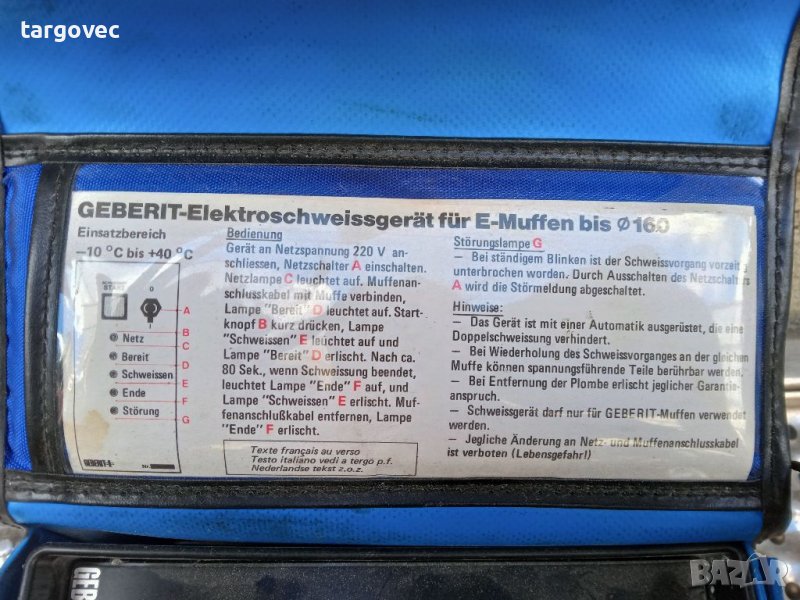 targovec
GEBERIT-Elektroschweissgerät für E-Muffen bis ∅ 160
Einsatzbereich
–10 °C bis +40 °C
START
0
A
B
Netz
C
Bereit
D
Schweissen
E
Ende
F
Störung
G
GEBERIT
Bedienung
Gerät an Netzspannung 220 V an-
schliessen, Netzschalter A einschalten.
Netzlampe C leuchtet auf. Muffenan-
schlusskabel mit Muffe verbinden,
Lampe "Bereit" D leuchtet auf. Start-
knopf B kurz drücken, Lampe
"Schweissen" E leuchtet auf und
Lampe "Bereit" D erlischt. Nach ca.
80 Sek., wenn Schweissung beendet,
leuchtet Lampe "Ende" F auf, und
Lampe "Schweissen" E erlischt. Muf-
fenanschlußkabel entfernen, Lampe
"Ende" F erlischt.
Texte français au verso
Testo italiano vedi a tergo p.f.
Nederlandse tekst z.o.z.
Störungslampe G
– Bei ständigem Blinken ist der Schweissvorgang vorzeitig
unterbrochen worden. Durch Ausschalten des Netzschalters
A wird die Störmeldung abgeschaltet.
Hinweise:
– Das Gerät ist mit einer Automatik ausgerüstet, die eine
Doppelschweissung verhindert.
– Bei Wiederholung des Schweissvorganges an der gleichen
Muffe können spannungsführende Teile berührbar werden.
– Bei Entfernung der Plombe erlischt jeglicher Garantie-
anspruch.
– Schweissgerät darf nur für GEBERIT-Muffen verwendet
werden.
– Jegliche Änderung an Netz- und Muffenanschlusskabel
ist verboten (Lebensgefahr!)
GEB
BAZAR